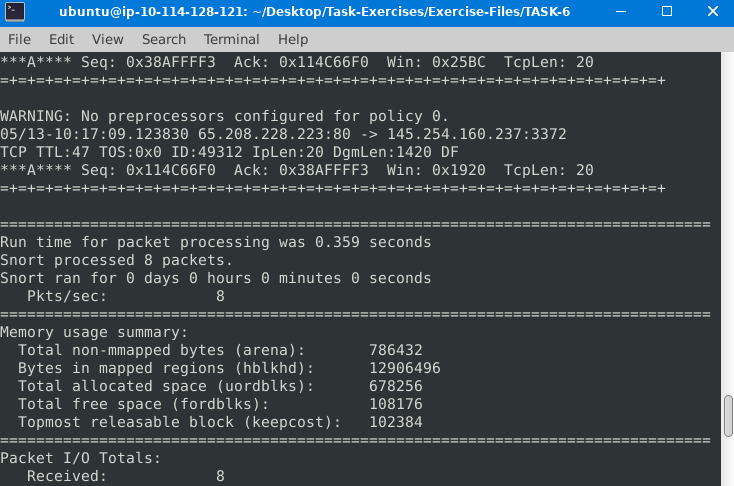 ubuntu@ip-10-114-128-121: ~/Desktop/Task-Exercises/Exercise-Files/TASK-6
File Edit View Search Terminal Help
***A**** Seq: 0x38AFFFF3  Ack: 0x114C66F0  Win: 0x25BC  TcpLen: 20
=+=+=+=+=+=+=+=+=+=+=+=+=+=+=+=+=+=+=+=+=+=+=+=+=+=+=+=+=+=+=+=+=+=+=+=+=+
WARNING: No preprocessors configured for policy 0.
05/13-10:17:09.123830 65.208.228.223:80 -> 145.254.160.237:3372
TCP TTL:47 TOS:0x0 ID:49312 IpLen:20 DgmLen:1420 DF
***A**** Seq: 0x114C66F0  Ack: 0x38AFFFF3  Win: 0x1920  TcpLen: 20
=+=+=+=+=+=+=+=+=+=+=+=+=+=+=+=+=+=+=+=+=+=+=+=+=+=+=+=+=+=+=+=+=+=+=+=+=+
===============================================================================
Run time for packet processing was 0.359 seconds
Snort processed 8 packets.
Snort ran for 0 days 0 hours 0 minutes 0 seconds
   Pkts/sec:            8
===============================================================================
Memory usage summary:
  Total non-mmapped bytes (arena):       786432
  Bytes in mapped regions (hblkhd):      12906496
  Total allocated space (uordblks):      678256
  Total free space (fordblks):           108176
  Topmost releasable block (keepcost):   102384
===============================================================================
Packet I/O Totals:
   Received:            8